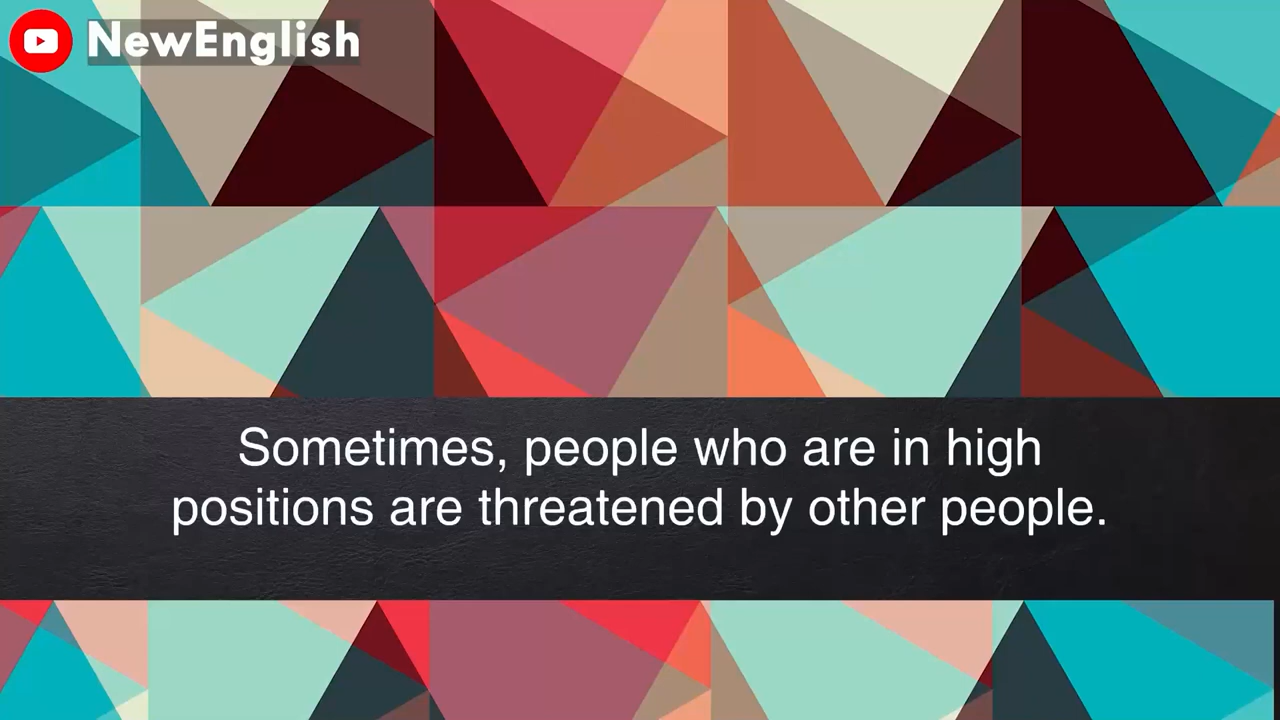 NewEnglish
Sometimes, people who are in high
positions are threatened by other people.